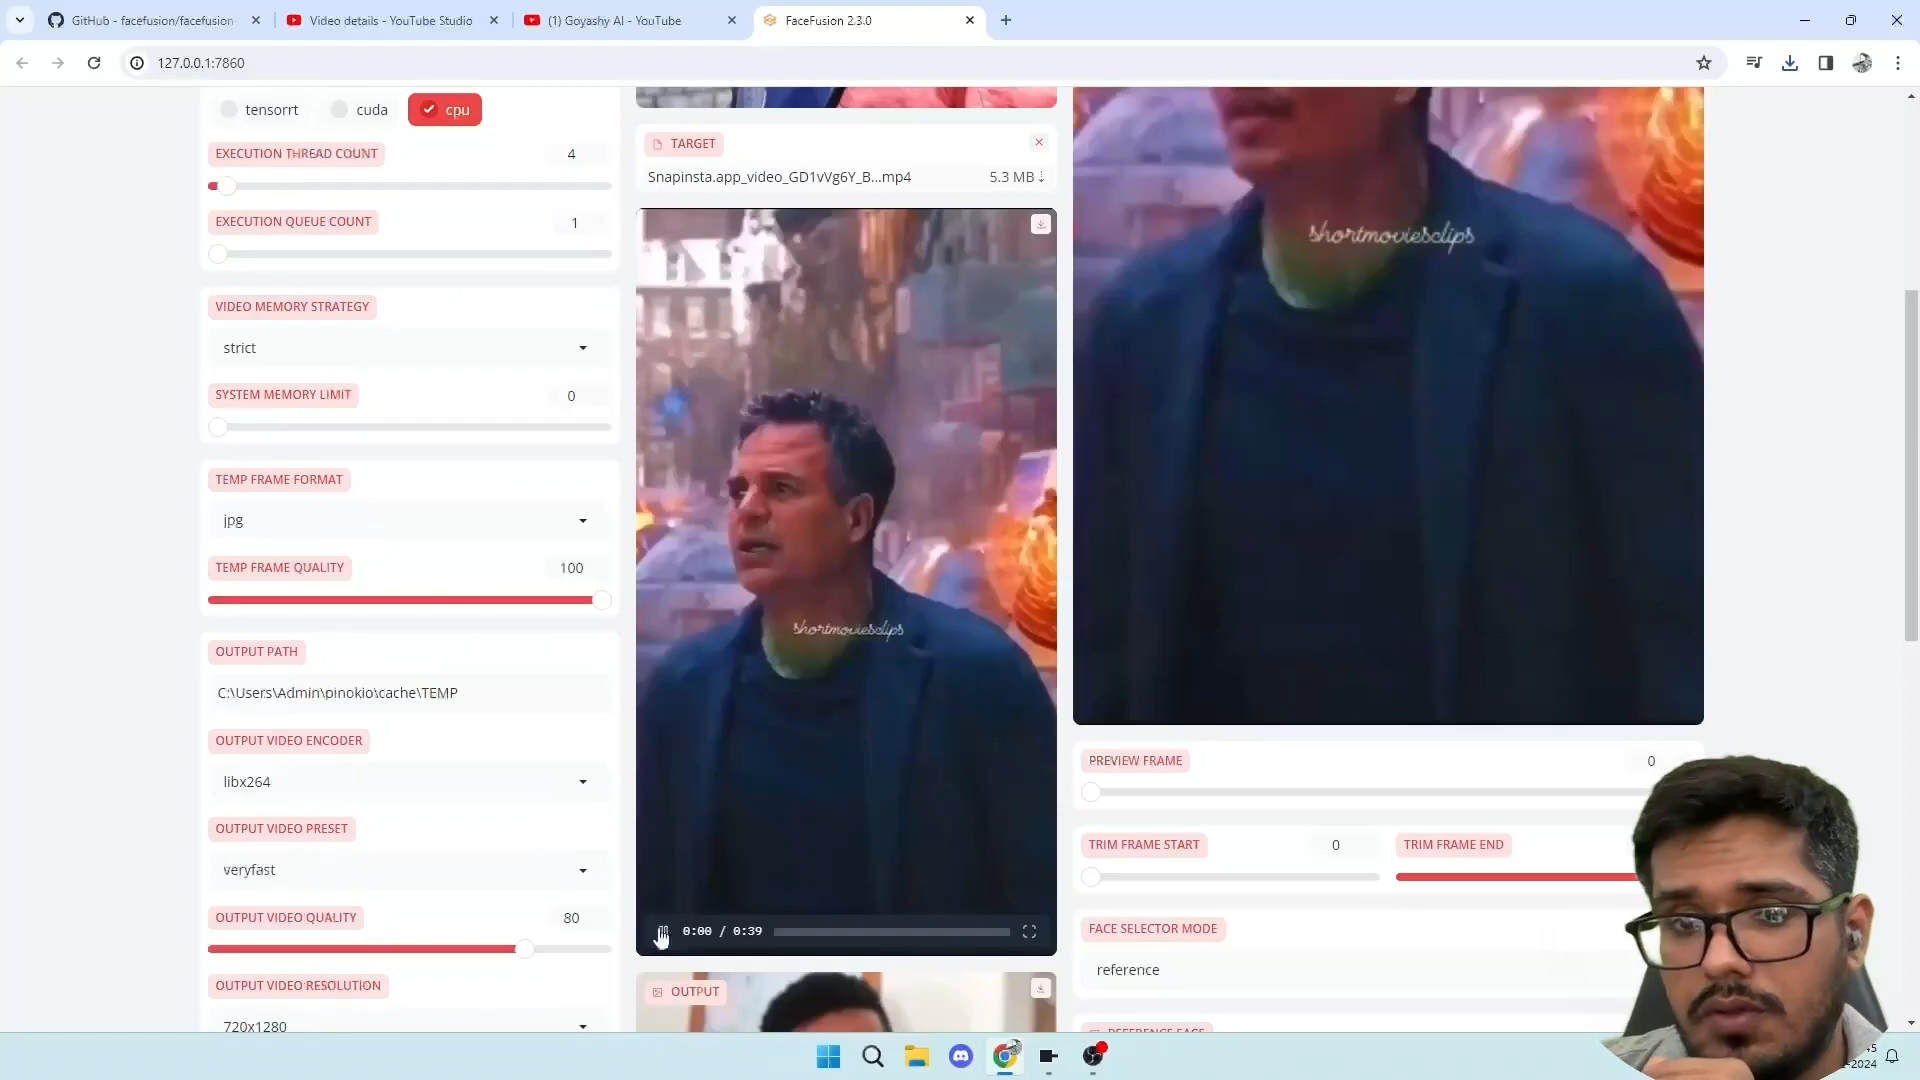 GitHub - facefusion/facefusion
Video details - YouTube Studio
(1) Goyashy AI - YouTube
FaceFusion 2.3.0
127.0.0.1:7860
tensorrt
cuda
cpu
EXECUTION THREAD COUNT
4
EXECUTION QUEUE COUNT
1
VIDEO MEMORY STRATEGY
strict
SYSTEM MEMORY LIMIT
0
TEMP FRAME FORMAT
jpg
TEMP FRAME QUALITY
100
OUTPUT PATH
C:\Users\Admin\pinokio\cache\TEMP
OUTPUT VIDEO ENCODER
libx264
OUTPUT VIDEO PRESET
veryfast
OUTPUT VIDEO QUALITY
80
OUTPUT VIDEO RESOLUTION
720x1280
TARGET
Snapinsta.app_video_GD1vVg6Y_B...mp4
5.3 MB ⇣
shortmoviesclips
0:00 / 0:39
OUTPUT
shortmoviesclips
PREVIEW FRAME
0
TRIM FRAME START
0
TRIM FRAME END
FACE SELECTOR MODE
reference
REFERENCE FACE